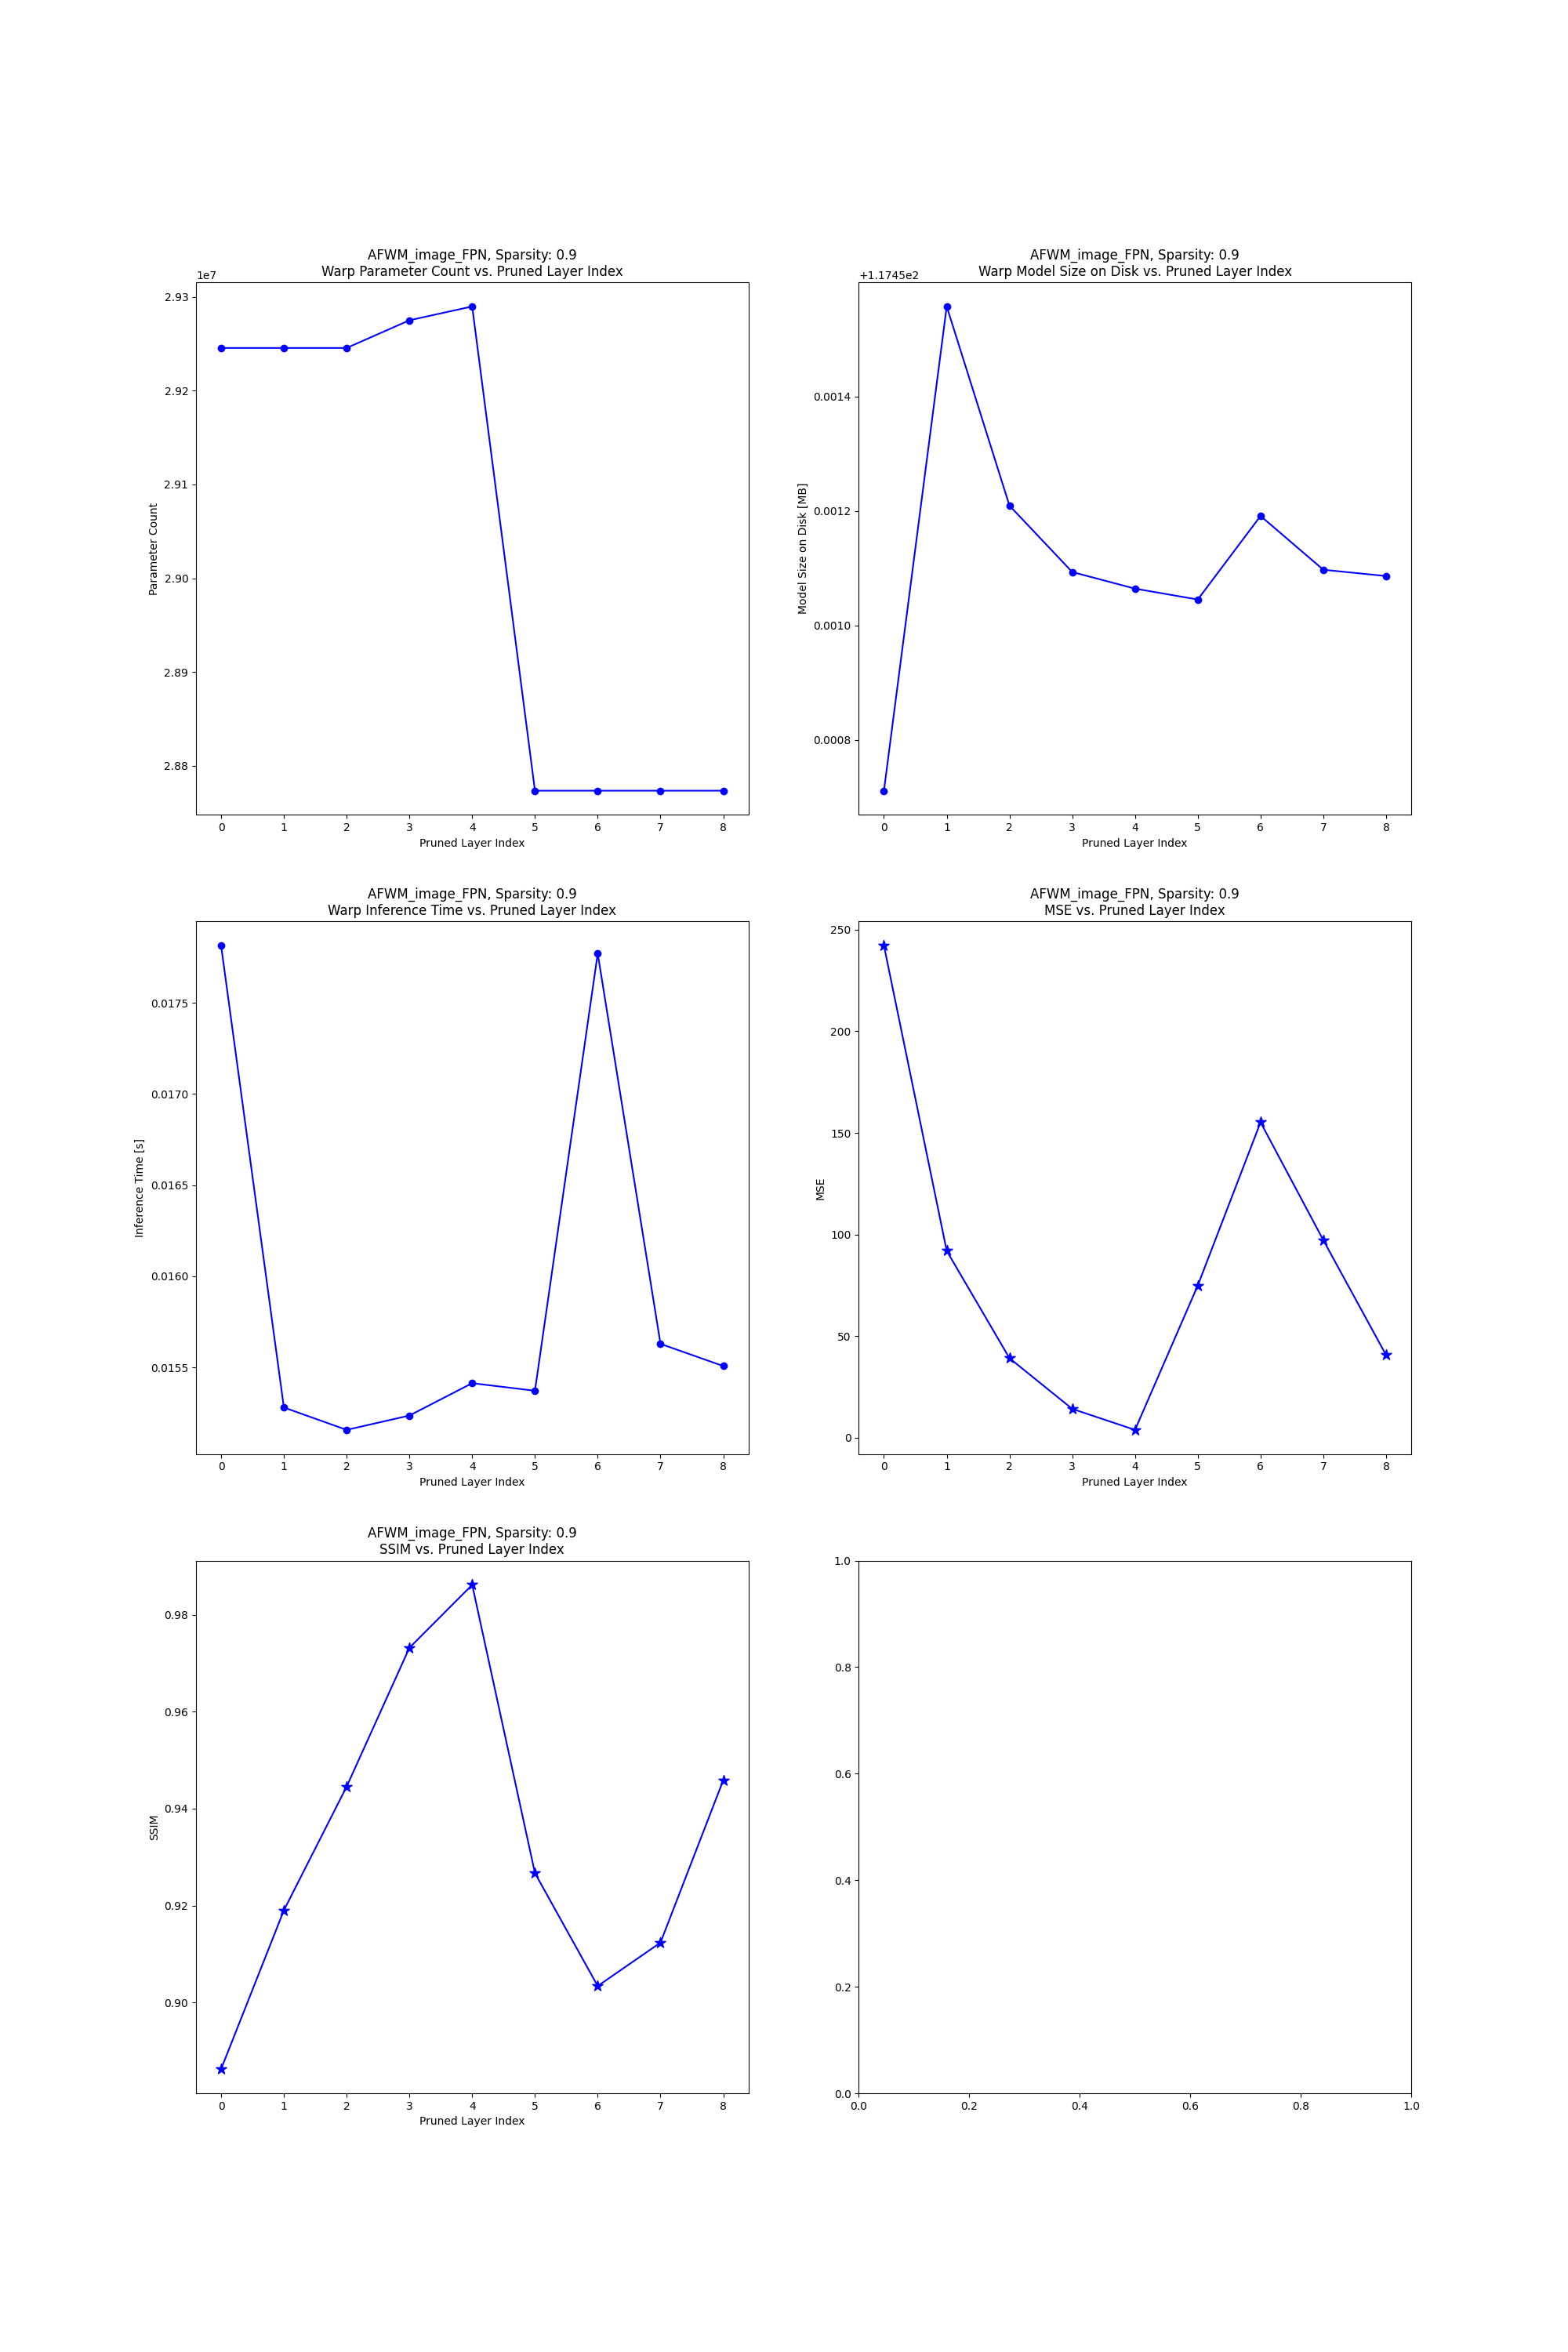 AFWM_image_FPN, Sparsity: 0.9
Warp Parameter Count vs. Pruned Layer Index
1e7
2.93
2.92
2.91
2.90
2.89
2.88
Parameter Count
0 1 2 3 4 5 6 7 8
Pruned Layer Index
AFWM_image_FPN, Sparsity: 0.9
Warp Model Size on Disk vs. Pruned Layer Index
+1.1745e2
0.0014
0.0012
0.0010
0.0008
Model Size on Disk [MB]
0 1 2 3 4 5 6 7 8
Pruned Layer Index
AFWM_image_FPN, Sparsity: 0.9
Warp Inference Time vs. Pruned Layer Index
0.0175
0.0170
0.0165
0.0160
0.0155
Inference Time [s]
0 1 2 3 4 5 6 7 8
Pruned Layer Index
AFWM_image_FPN, Sparsity: 0.9
MSE vs. Pruned Layer Index
250
200
150
100
50
0
MSE
0 1 2 3 4 5 6 7 8
Pruned Layer Index
AFWM_image_FPN, Sparsity: 0.9
SSIM vs. Pruned Layer Index
0.98
0.96
0.94
0.92
0.90
SSIM
0 1 2 3 4 5 6 7 8
Pruned Layer Index
1.0
0.8
0.6
0.4
0.2
0.0
0.0 0.2 0.4 0.6 0.8 1.0